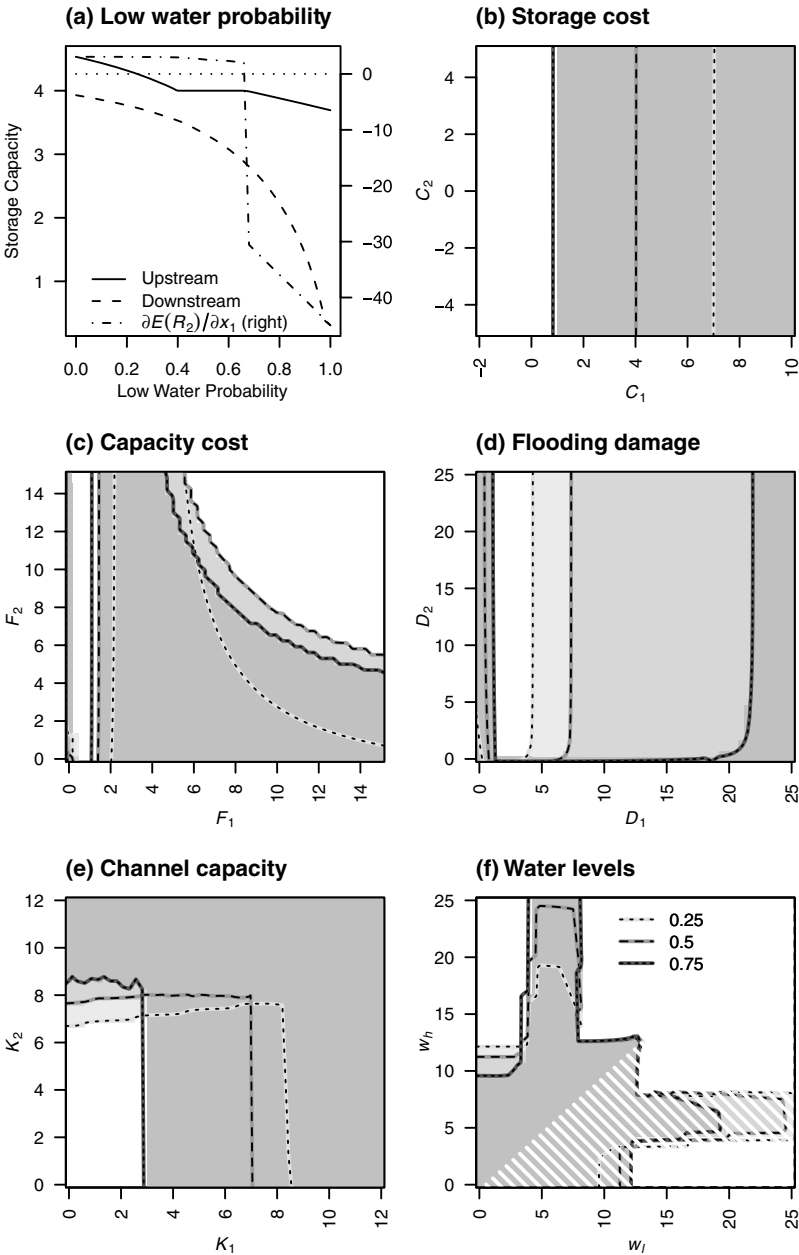 (a) Low water probability
Storage Capacity
4
3
2
1
0
−10
−20
−30
−40
Upstream
Downstream
∂E(R₂)/∂x₁ (right)
0.0 0.2 0.4 0.6 0.8 1.0
Low Water Probability
(b) Storage cost
C₂
4
2
0
−2
−4
−2 0 2 4 6 8 10
C₁
(c) Capacity cost
F₂
14
12
10
8
6
4
2
0
0 2 4 6 8 10 12 14
F₁
(d) Flooding damage
D₂
25
20
15
10
5
0
0 5 10 15 20 25
D₁
(e) Channel capacity
K₂
12
10
8
6
4
2
0
0 2 4 6 8 10 12
K₁
(f) Water levels
w_h
25
20
15
10
5
0
0.25
0.5
0.75
0 5 10 15 20 25
w_l